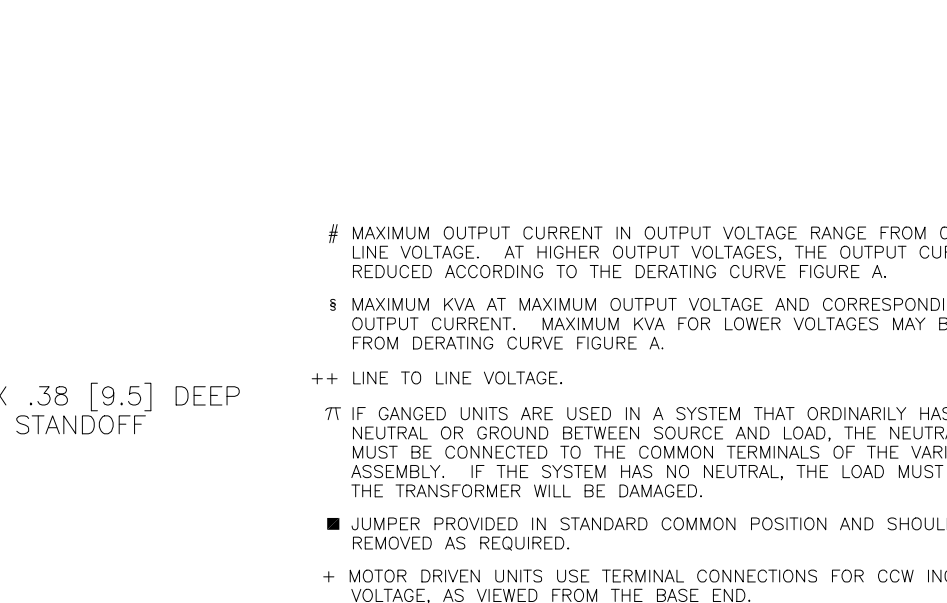 # MAXIMUM OUTPUT CURRENT IN OUTPUT VOLTAGE RANGE FROM
LINE VOLTAGE. AT HIGHER OUTPUT VOLTAGES, THE OUTPUT
REDUCED ACCORDING TO THE DERATING CURVE FIGURE A.
§ MAXIMUM KVA AT MAXIMUM OUTPUT VOLTAGE AND
OUTPUT CURRENT. MAXIMUM KVA FOR LOWER VOLTAGES MAY
FROM DERATING CURVE FIGURE A.
++ LINE TO LINE VOLTAGE.
X .38 [9.5] DEEP
STANDOFF
π IF GANGED UNITS ARE USED IN A SYSTEM THAT ORDINARILY HAS
NEUTRAL OR GROUND BETWEEN SOURCE AND LOAD, THE
MUST BE CONNECTED TO THE COMMON TERMINALS OF THE
ASSEMBLY. IF THE SYSTEM HAS NO NEUTRAL, THE LOAD MUST
THE TRANSFORMER WILL BE DAMAGED.
■ JUMPER PROVIDED IN STANDARD COMMON POSITION AND
REMOVED AS REQUIRED.
+ MOTOR DRIVEN UNITS USE TERMINAL CONNECTIONS FOR CCW
VOLTAGE, AS VIEWED FROM THE BASE END.